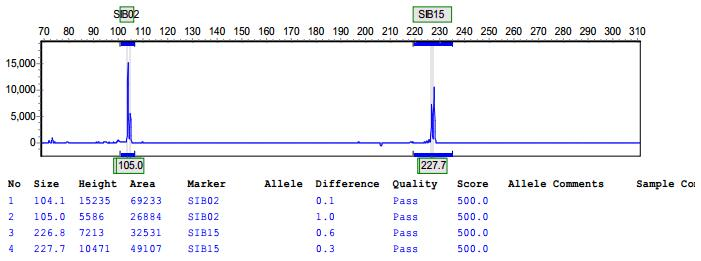 SIB02 SIB15
70 80 90 100 110 120 130 140 150 160 170 180 190 200 210 220 230 240 250 260 270 280 290 300 310
15,000
10,000
5,000
0
105.0 227.7
No Size Height Area Marker Allele Difference Quality Score Allele Comments Sample Co
1 104.1 15235 69233 SIB02 0.1 Pass 500.0
2 105.0 5586 26884 SIB02 1.0 Pass 500.0
3 226.8 7213 32531 SIB15 0.6 Pass 500.0
4 227.7 10471 49107 SIB15 0.3 Pass 500.0